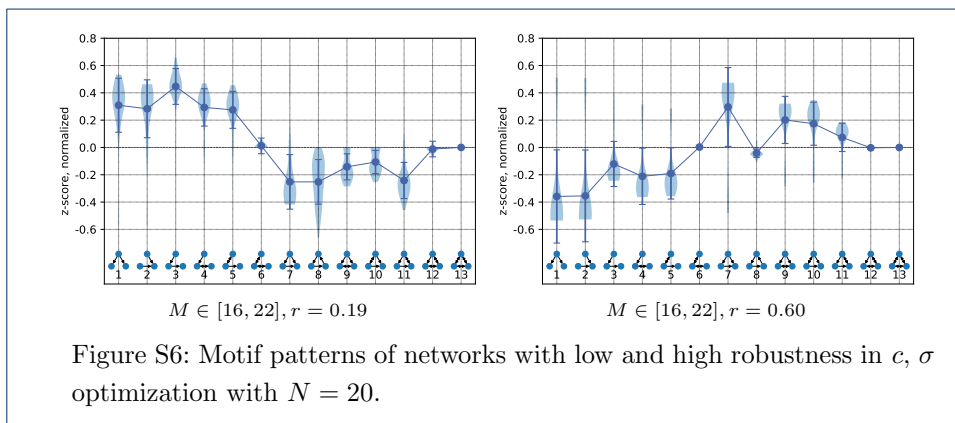 0.8
0.6
0.4
0.2
0.0
-0.2
-0.4
-0.6
z-score, normalized
1 2 3 4 5 6 7 8 9 10 11 12 13
M ∈ [16, 22], r = 0.19
0.8
0.6
0.4
0.2
0.0
-0.2
-0.4
-0.6
z-score, normalized
1 2 3 4 5 6 7 8 9 10 11 12 13
M ∈ [16, 22], r = 0.60
Figure S6: Motif patterns of networks with low and high robustness in c, σ
optimization with N = 20.